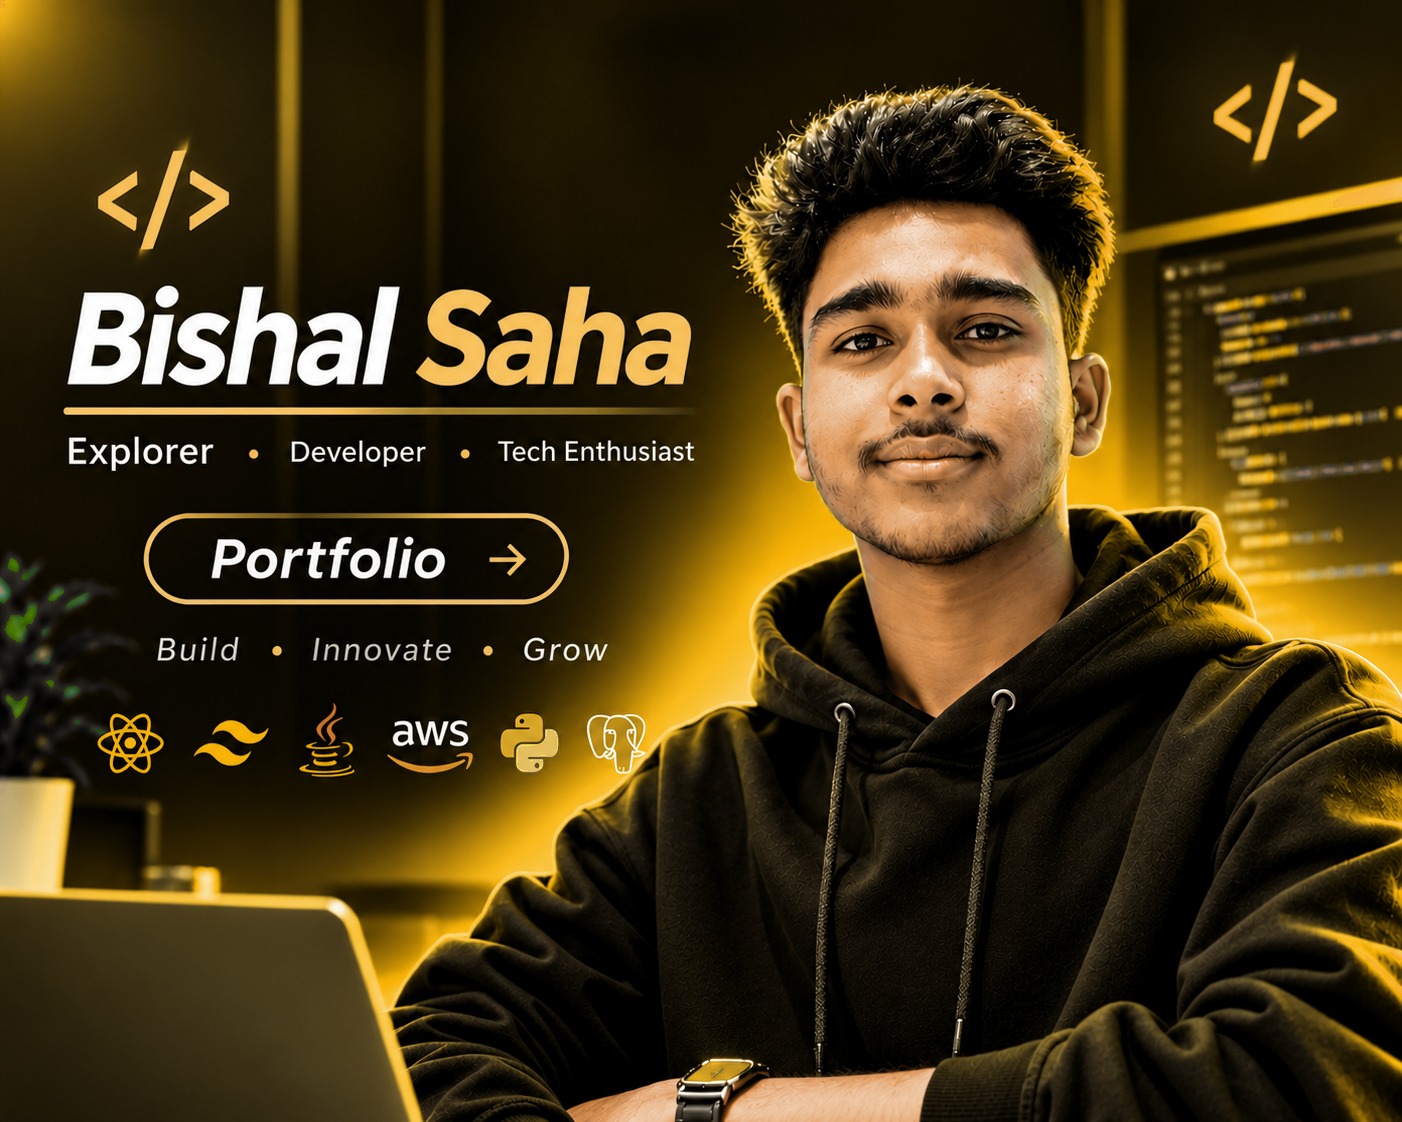 </>
</>
Bishal Saha
Explorer • Developer • Tech Enthusiast
Portfolio →
Build • Innovate • Grow
aws